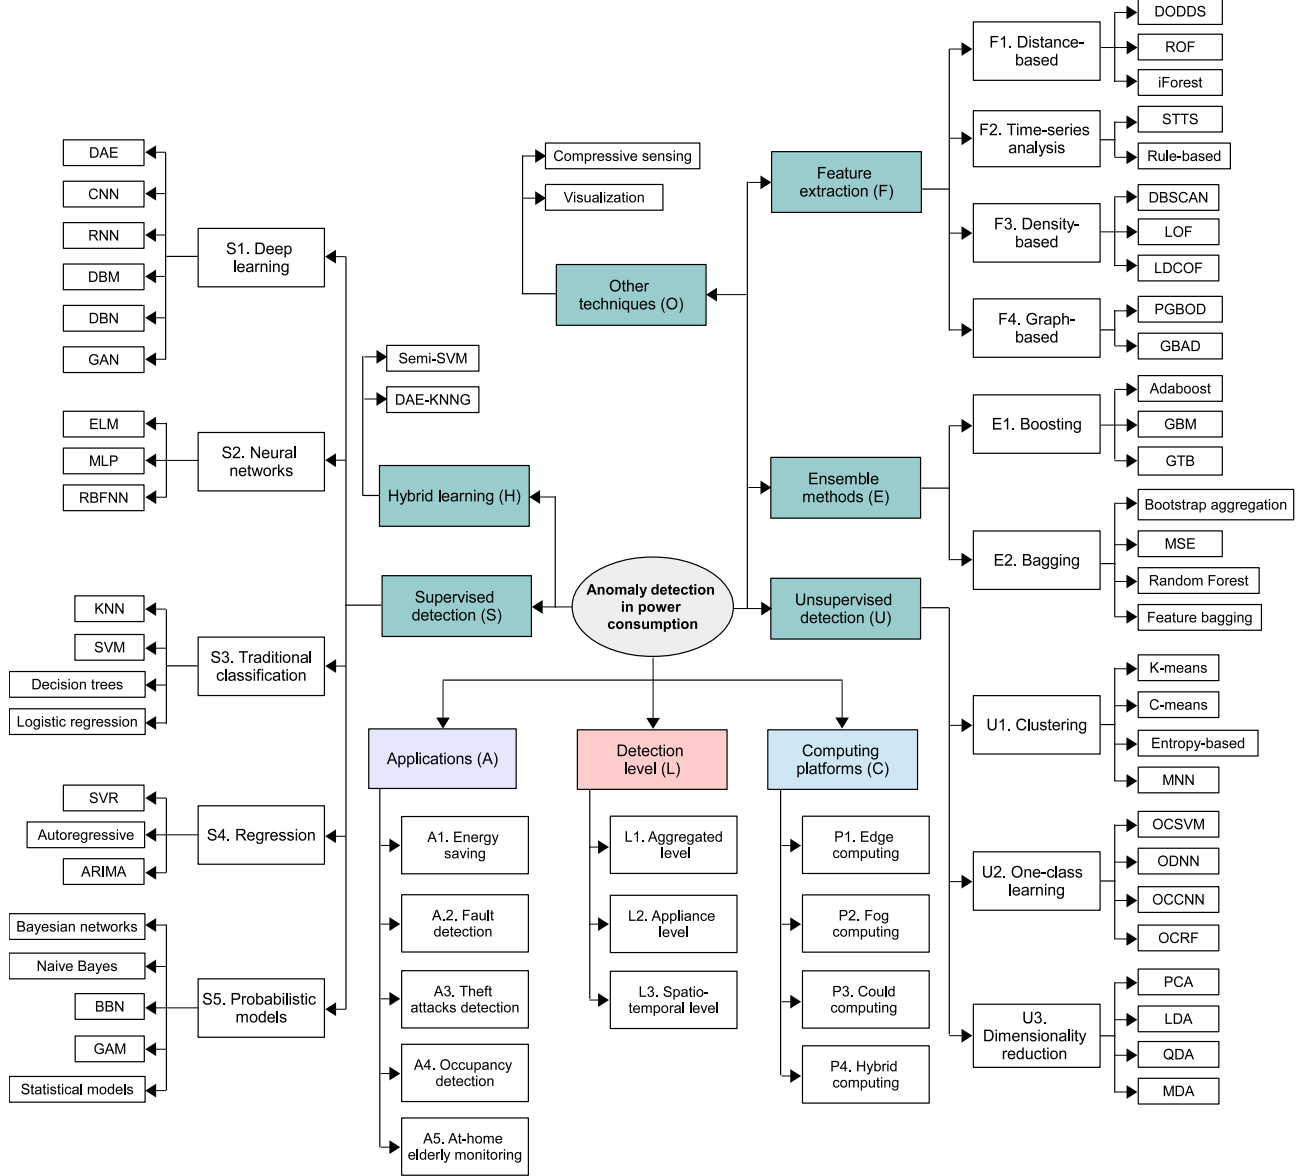 DODDS
F1. Distance-
based
ROF
iForest
STTS
F2. Time-series
analysis
Rule-based
Feature
extraction (F)
DBSCAN
F3. Density-
based
LOF
LDCOF
PGBOD
F4. Graph-
based
GBAD
Compressive sensing
Visualization
Other
techniques (O)
DAE
CNN
RNN
DBM
DBN
GAN
S1. Deep
learning
Semi-SVM
DAE-KNNG
Hybrid learning (H)
ELM
MLP
RBFNN
S2. Neural
networks
Adaboost
E1. Boosting
GBM
GTB
Ensemble
methods (E)
Bootstrap aggregation
MSE
E2. Bagging
Random Forest
Feature bagging
Anomaly detection
in power
consumption
Supervised
detection (S)
Unsupervised
detection (U)
KNN
SVM
Decision trees
Logistic regression
S3. Traditional
classification
K-means
C-means
U1. Clustering
Entropy-based
MNN
SVR
Autoregressive
ARIMA
S4. Regression
OCSVM
ODNN
U2. One-class
learning
OCCNN
OCRF
Bayesian networks
Naive Bayes
BBN
GAM
Statistical models
S5. Probabilistic
models
PCA
LDA
U3.
Dimensionality
reduction
QDA
MDA
Applications (A)
A1. Energy
saving
A.2. Fault
detection
A3. Theft
attacks detection
A4. Occupancy
detection
A5. At-home
elderly monitoring
Detection
level (L)
L1. Aggregated
level
L2. Appliance
level
L3. Spatio-
temporal level
Computing
platforms (C)
P1. Edge
computing
P2. Fog
computing
P3. Could
computing
P4. Hybrid
computing